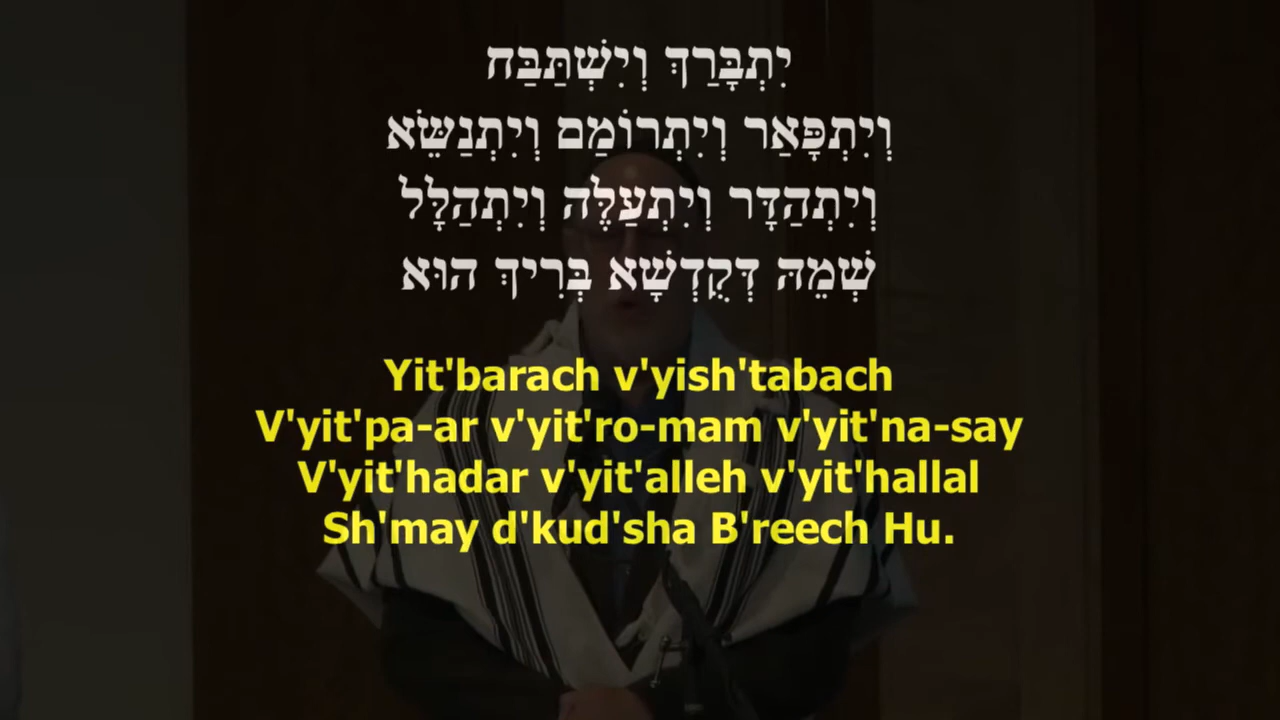 יִתְבָּרַךְ וְיִשְׁתַּבַּח
וְיִתְפָּאַר וְיִתְרוֹמַם וְיִתְנַשֵּׂא
וְיִתְהַדָּר וְיִתְעַלֶּה וְיִתְהַלָּל
שְׁמֵהּ דְּקֻדְשָׁא בְּרִיךְ הוּא
Yit'barach v'yish'tabach
V'yit'pa-ar v'yit'ro-mam v'yit'na-say
V'yit'hadar v'yit'alleh v'yit'hallal
Sh'may d'kud'sha B'reech Hu.